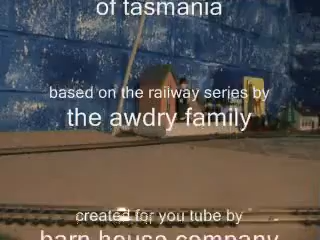 of tasmania
based on the railway series by
the awdry family
created for you tube by
barn house company